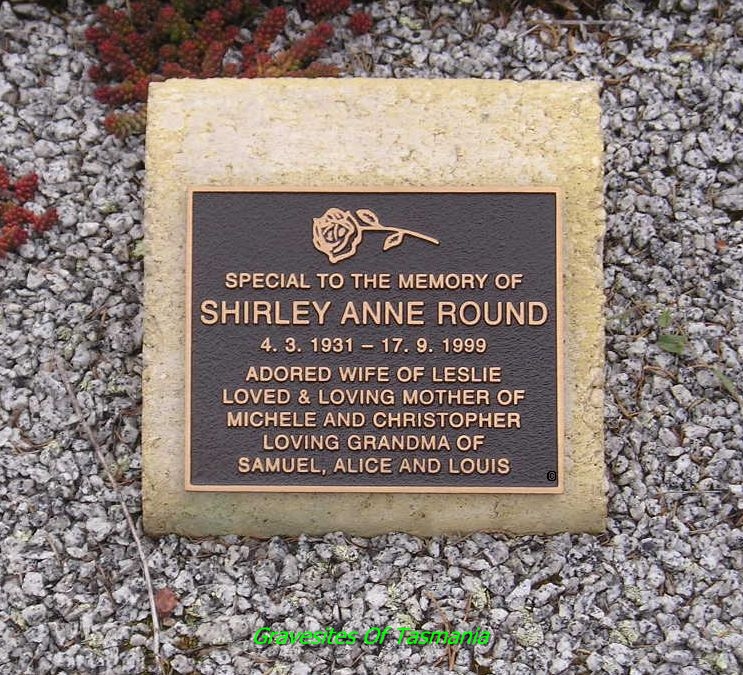 SPECIAL TO THE MEMORY OF
SHIRLEY ANNE ROUND
4. 3. 1931 – 17. 9. 1999
ADORED WIFE OF LESLIE
LOVED & LOVING MOTHER OF
MICHELE AND CHRISTOPHER
LOVING GRANDMA OF
SAMUEL, ALICE AND LOUIS
Gravesites Of Tasmania